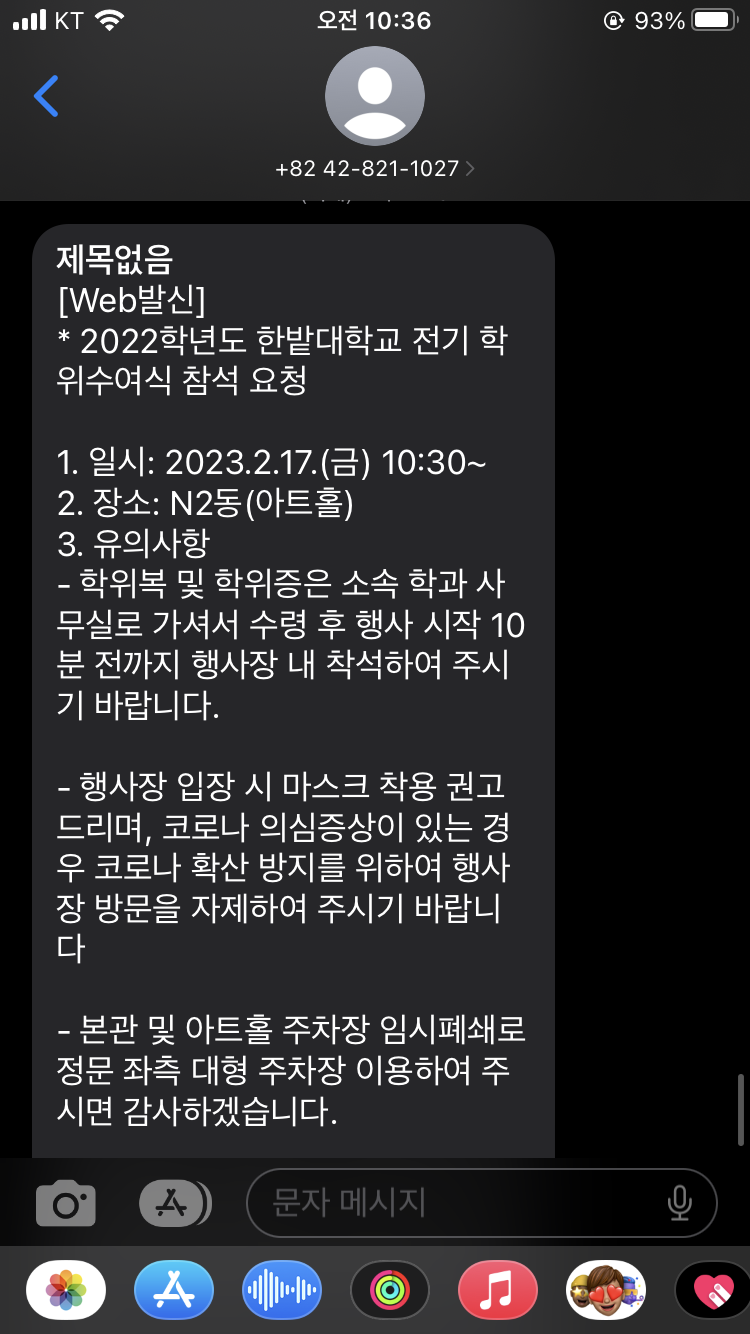 KT 오전 10:36 93%
+82 42-821-1027
제목없음
[Web발신]
* 2022학년도 한밭대학교 전기 학
위수여식 참석 요청
1. 일시: 2023.2.17.(금) 10:30~
2. 장소: N2동(아트홀)
3. 유의사항
- 학위복 및 학위증은 소속 학과 사
무실로 가셔서 수령 후 행사 시작 10
분 전까지 행사장 내 착석하여 주시
기 바랍니다.
- 행사장 입장 시 마스크 착용 권고
드리며, 코로나 의심증상이 있는 경
우 코로나 확산 방지를 위하여 행사
장 방문을 자제하여 주시기 바랍니
다
- 본관 및 아트홀 주차장 임시폐쇄로
정문 좌측 대형 주차장 이용하여 주
시면 감사하겠습니다.
문자 메시지